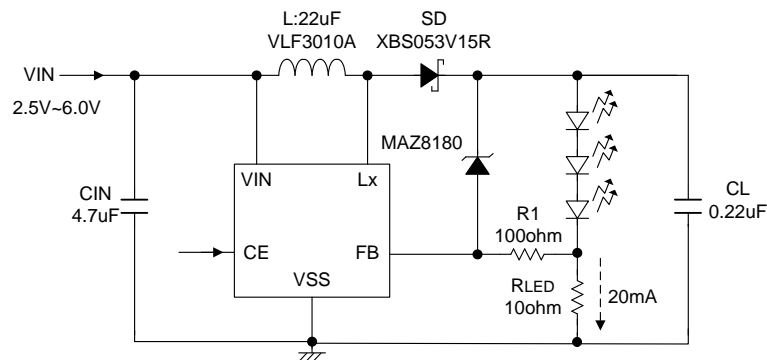 L:22uF
VLF3010A
SD
XBS053V15R
VIN
2.5V~6.0V
MAZ8180
VIN
Lx
CIN
4.7uF
CL
0.22uF
R1
100ohm
CE
FB
VSS
RLED
10ohm
20mA